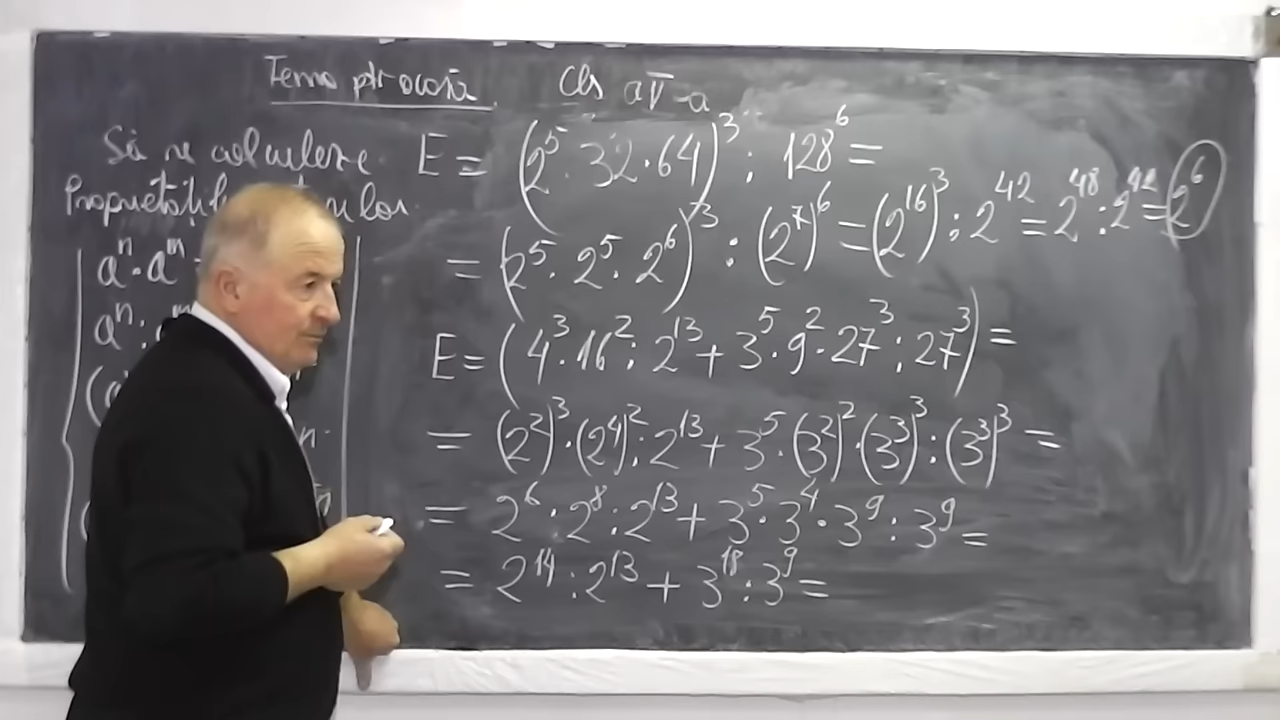 Tema ptr acasă Cls a V-a
Să se calculeze E = (2⁵·32·64)³ : 128⁶ =
= (2⁵·2⁵·2⁶)³ : (2⁷)⁶ = (2¹⁶)³ : 2⁴² = 2⁴⁸ : 2⁴² = 2⁶
Proprietățil
aⁿ·aᵐ
aⁿ:
E = (4³·16² : 2¹³ + 3⁵·9²·27³ : 27³) =
= (2²)³·(2⁴)² : 2¹³ + 3⁵·(3²)²·(3³)³ : (3³)³ =
= 2⁶·2⁸ : 2¹³ + 3⁵·3⁴·3⁹ : 3⁹ =
= 2¹⁴ : 2¹³ + 3¹⁸ : 3⁹ =